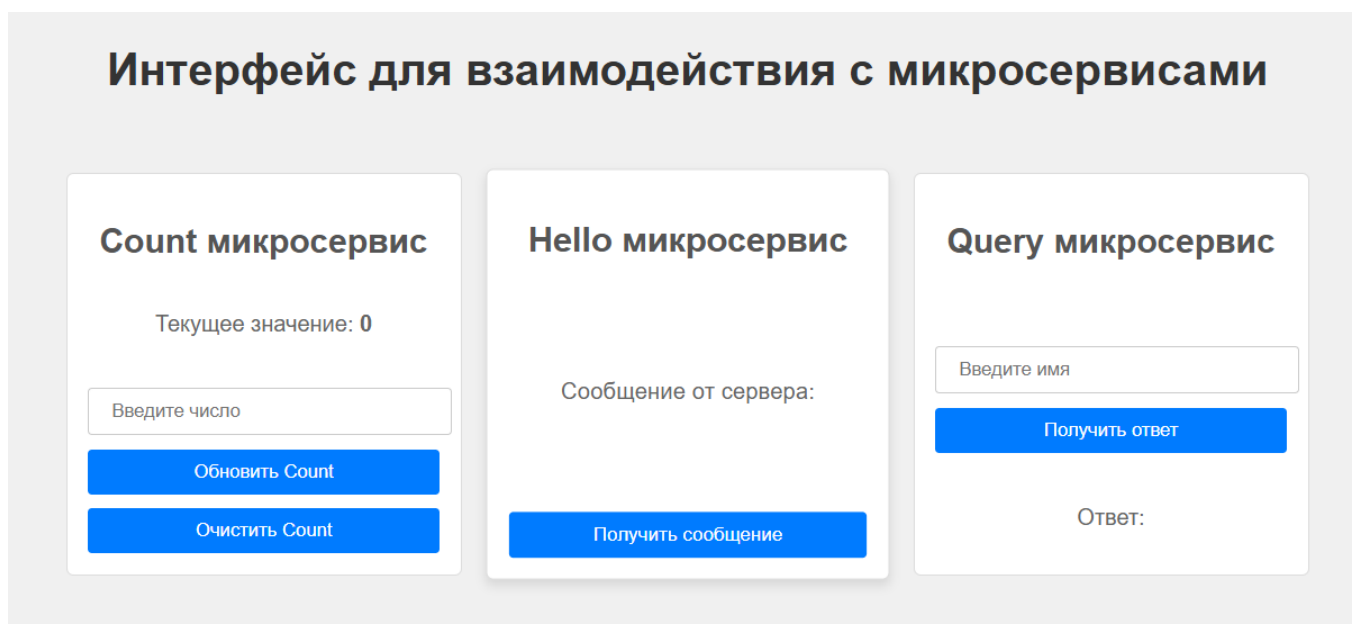 Интерфейс для взаимодействия с микросервисами
Count микросервис
Текущее значение: 0
Введите число
Обновить Count
Очистить Count
Hello микросервис
Сообщение от сервера:
Получить сообщение
Query микросервис
Введите имя
Получить ответ
Ответ: